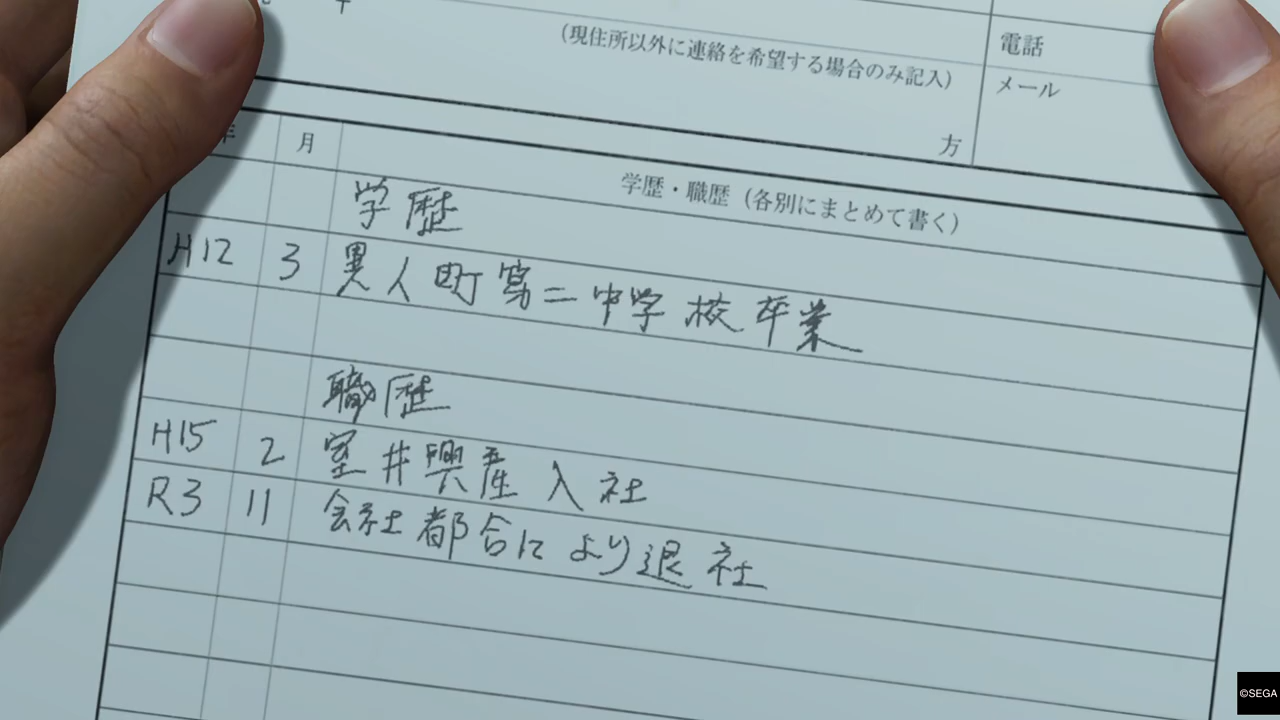 (現住所以外に連絡を希望する場合のみ記入)
方
電話
メール
年 月 学歴・職歴 (各別にまとめて書く)
学歴
H12 3 異人町第二中学校卒業
職歴
H15 2 室井興産 入社
R3 11 会社都合により退社
©SEGA